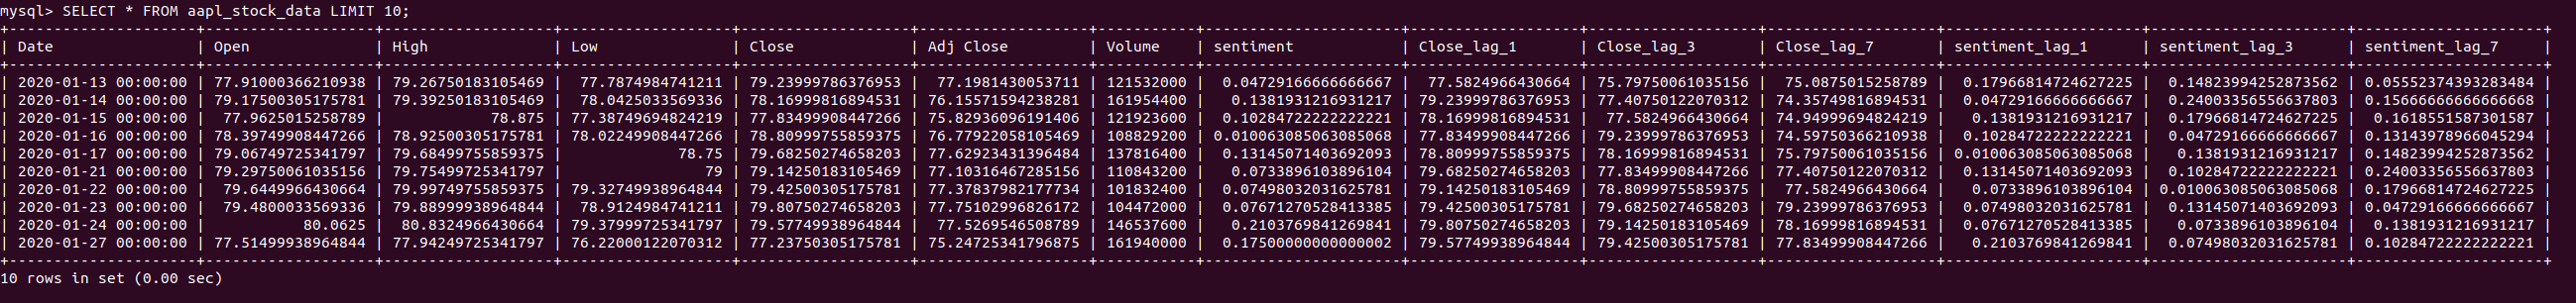 mysql> SELECT * FROM aapl_stock_data LIMIT 10;
+---------------------+-------------------+-------------------+-------------------+-------------------+-------------------+-----------+----------------------+-------------------+-------------------+-------------------+----------------------+----------------------+----------------------+
| Date | Open | High | Low | Close | Adj Close | Volume | sentiment | Close_lag_1 | Close_lag_3 | Close_lag_7 | sentiment_lag_1 | sentiment_lag_3 | sentiment_lag_7 |
+---------------------+-------------------+-------------------+-------------------+-------------------+-------------------+-----------+----------------------+-------------------+-------------------+-------------------+----------------------+----------------------+----------------------+
| 2020-01-13 00:00:00 | 77.91000366210938 | 79.26750183105469 | 77.7874984741211 | 79.23999786376953 | 77.1981430053711 | 121532000 | 0.04729166666666667 | 77.5824966430664 | 75.79750061035156 | 75.0875015258789 | 0.17966814724627225 | 0.14823994252873562 | 0.05552374393283484 |
| 2020-01-14 00:00:00 | 79.17500305175781 | 79.39250183105469 | 78.0425033569336 | 78.16999816894531 | 76.15571594238281 | 161954400 | 0.1381931216931217 | 79.23999786376953 | 77.40750122070312 | 74.35749816894531 | 0.04729166666666667 | 0.24003356556637803 | 0.15666666666666668 |
| 2020-01-15 00:00:00 | 77.9625015258789 | 78.875 | 77.38748169494824219 | 77.83499908447266 | 75.82936096191406 | 121923600 | 0.10284722222222221 | 78.16999816894531 | 77.5824966430664 | 74.94999694824219 | 0.1381931216931217 | 0.17966814724627225 | 0.1618551587301587 |
| 2020-01-16 00:00:00 | 78.39749908447266 | 78.92500305175781 | 78.02249908447266 | 78.80999755859375 | 76.77922058105469 | 108829200 | 0.010063085063085068 | 77.83499908447266 | 79.23999786376953 | 74.59750366210938 | 0.10284722222222221 | 0.04729166666666667 | 0.13143978966045294 |
| 2020-01-17 00:00:00 | 79.06749725341797 | 79.68499755859375 | 78.75 | 79.68250274658203 | 77.62923431396484 | 137816400 | 0.13145071403692093 | 78.80999755859375 | 78.16999816894531 | 75.79750061035156 | 0.010063085063085068 | 0.1381931216931217 | 0.14823994252873562 |
| 2020-01-21 00:00:00 | 79.29750061035156 | 79.75499725341797 | 79 | 79.14250183105469 | 77.10316467285156 | 110843200 | 0.0733896103896104 | 79.68250274658203 | 77.83499908447266 | 77.40750122070312 | 0.13145071403692093 | 0.10284722222222221 | 0.24003356556637803 |
| 2020-01-22 00:00:00 | 79.6449966430664 | 79.99749755859375 | 79.32749938964844 | 79.42500305175781 | 77.37837982177734 | 101832400 | 0.07498032031625781 | 79.14250183105469 | 78.80999755859375 | 77.5824966430664 | 0.0733896103896104 | 0.010063085063085068 | 0.17966814724627225 |
| 2020-01-23 00:00:00 | 79.4800033569336 | 79.88999938964844 | 78.9124984741211 | 79.80750274658203 | 77.75102996826172 | 104472000 | 0.07671270528413385 | 79.42500305175781 | 79.68250274658203 | 79.23999786376953 | 0.07498032031625781 | 0.13145071403692093 | 0.04729166666666667 |
| 2020-01-24 00:00:00 | 80.0625 | 80.8324966430664 | 79.37999725341797 | 79.57749938964844 | 77.5269546508789 | 146537600 | 0.2103769841269841 | 79.80750274658203 | 79.14250183105469 | 78.16999816894531 | 0.07671270528413385 | 0.0733896103896104 | 0.1381931216931217 |
| 2020-01-27 00:00:00 | 77.51499938964844 | 77.94249725341797 | 76.22000122070312 | 77.23750305175781 | 75.24725341796875 | 161940000 | 0.17500000000000002 | 79.57749938964844 | 79.42500305175781 | 77.83499908447266 | 0.2103769841269841 | 0.07498032031625781 | 0.10284722222222221 |
+---------------------+-------------------+-------------------+-------------------+-------------------+-------------------+-----------+----------------------+-------------------+-------------------+-------------------+----------------------+----------------------+----------------------+
10 rows in set (0.00 sec)